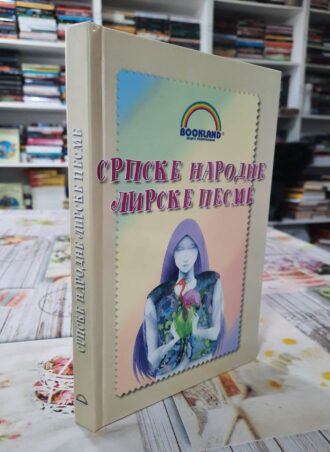 BOOKLAND
СРПСКЕ НАРОДНЕ
ЛИРСКЕ ПЕСМЕ
СРПСКЕ НАРОДНЕ ЛИРСКЕ ПЕСМЕ